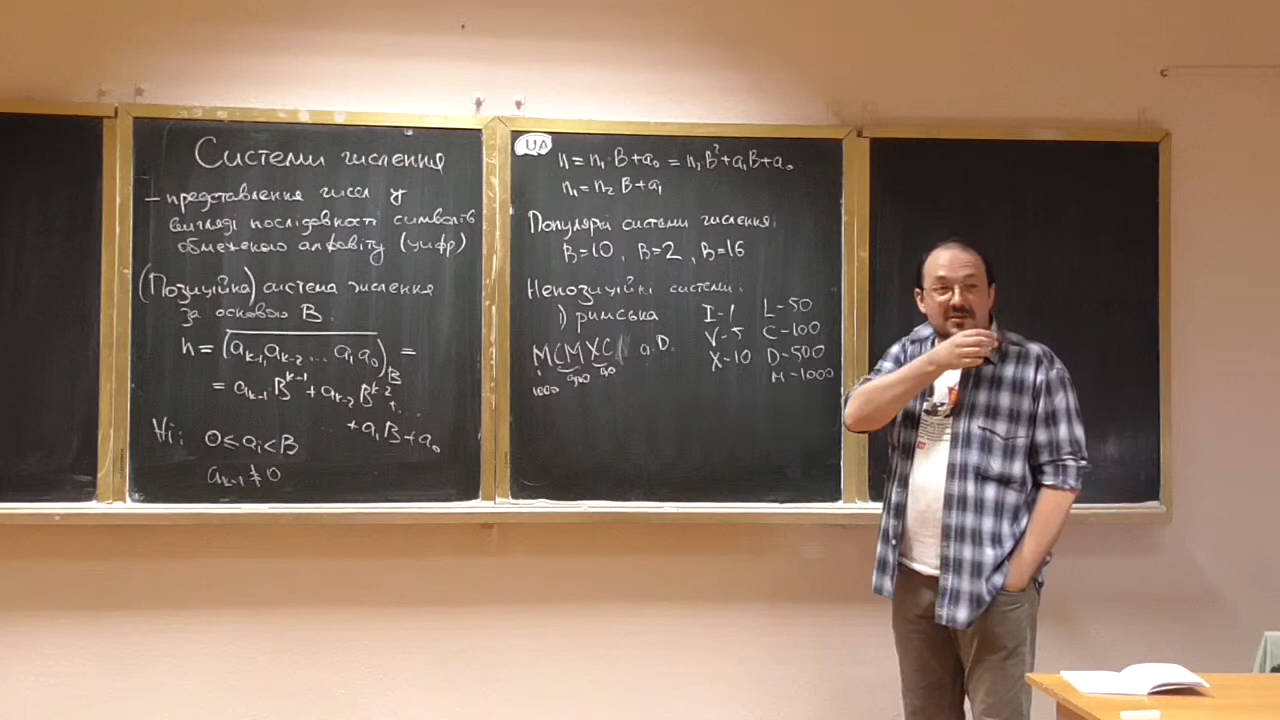 Системи числення
– представлення чисел у
вигляді послідовності символів
обмеженого алфавіту (цифр)
(Позиційна) система числення
за основою B.
n = (a_{k-1} a_{k-2} ... a_1 a_0)_B =
= a_{k-1} B^{k-1} + a_{k-2} B^{k-2} + ...
... + a_1 B + a_0
∀i: 0 ≤ a_i < B
a_{k-1} ≠ 0
UA
n = n_1 · B + a_0 = n_2 B^2 + a_1 B + a_0
n_1 = n_2 B + a_1
Популярні системи числення:
B=10, B=2, B=16
Непозиційні системи:
1) римська
MCMXC a.D.
1000 900 90
I-1 L-50
V-5 C-100
X-10 D-500
M-1000